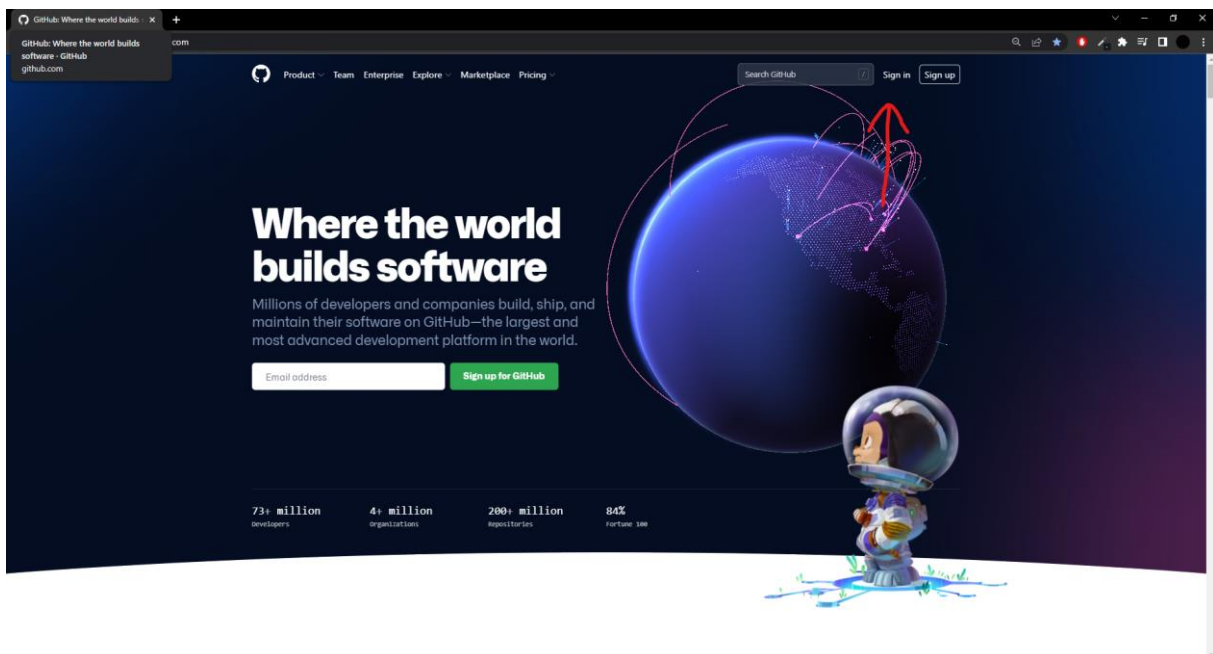 GitHub: Where the world builds
GitHub: Where the world builds
software · GitHub
github.com
com
Product Team Enterprise Explore Marketplace Pricing
Search GitHub / Sign in Sign up
Where the world
builds software
Millions of developers and companies build, ship, and
maintain their software on GitHub—the largest and
most advanced development platform in the world.
Email address Sign up for GitHub
73+ million 4+ million 200+ million 84%
Developers Organizations Repositories Fortune 100